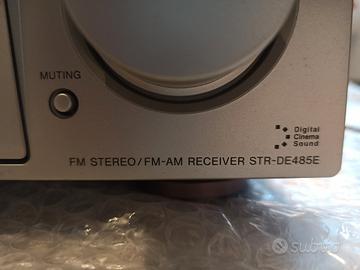 MUTING
Digital
Cinema
Sound
FM STEREO/FM-AM RECEIVER STR-DE485E
subito